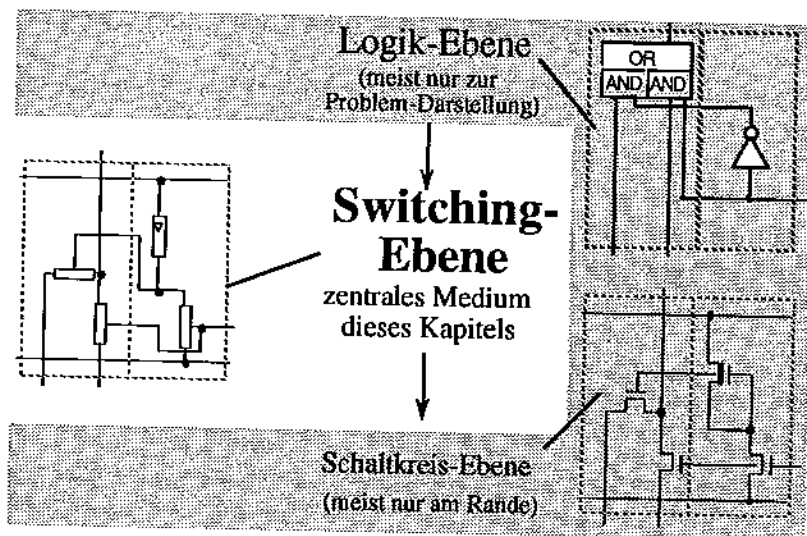 Logik-Ebene
(meist nur zur
Problem-Darstellung)
OR
AND AND
Switching-
Ebene
zentrales Medium
dieses Kapitels
Schaltkreis-Ebene
(meist nur am Rande)